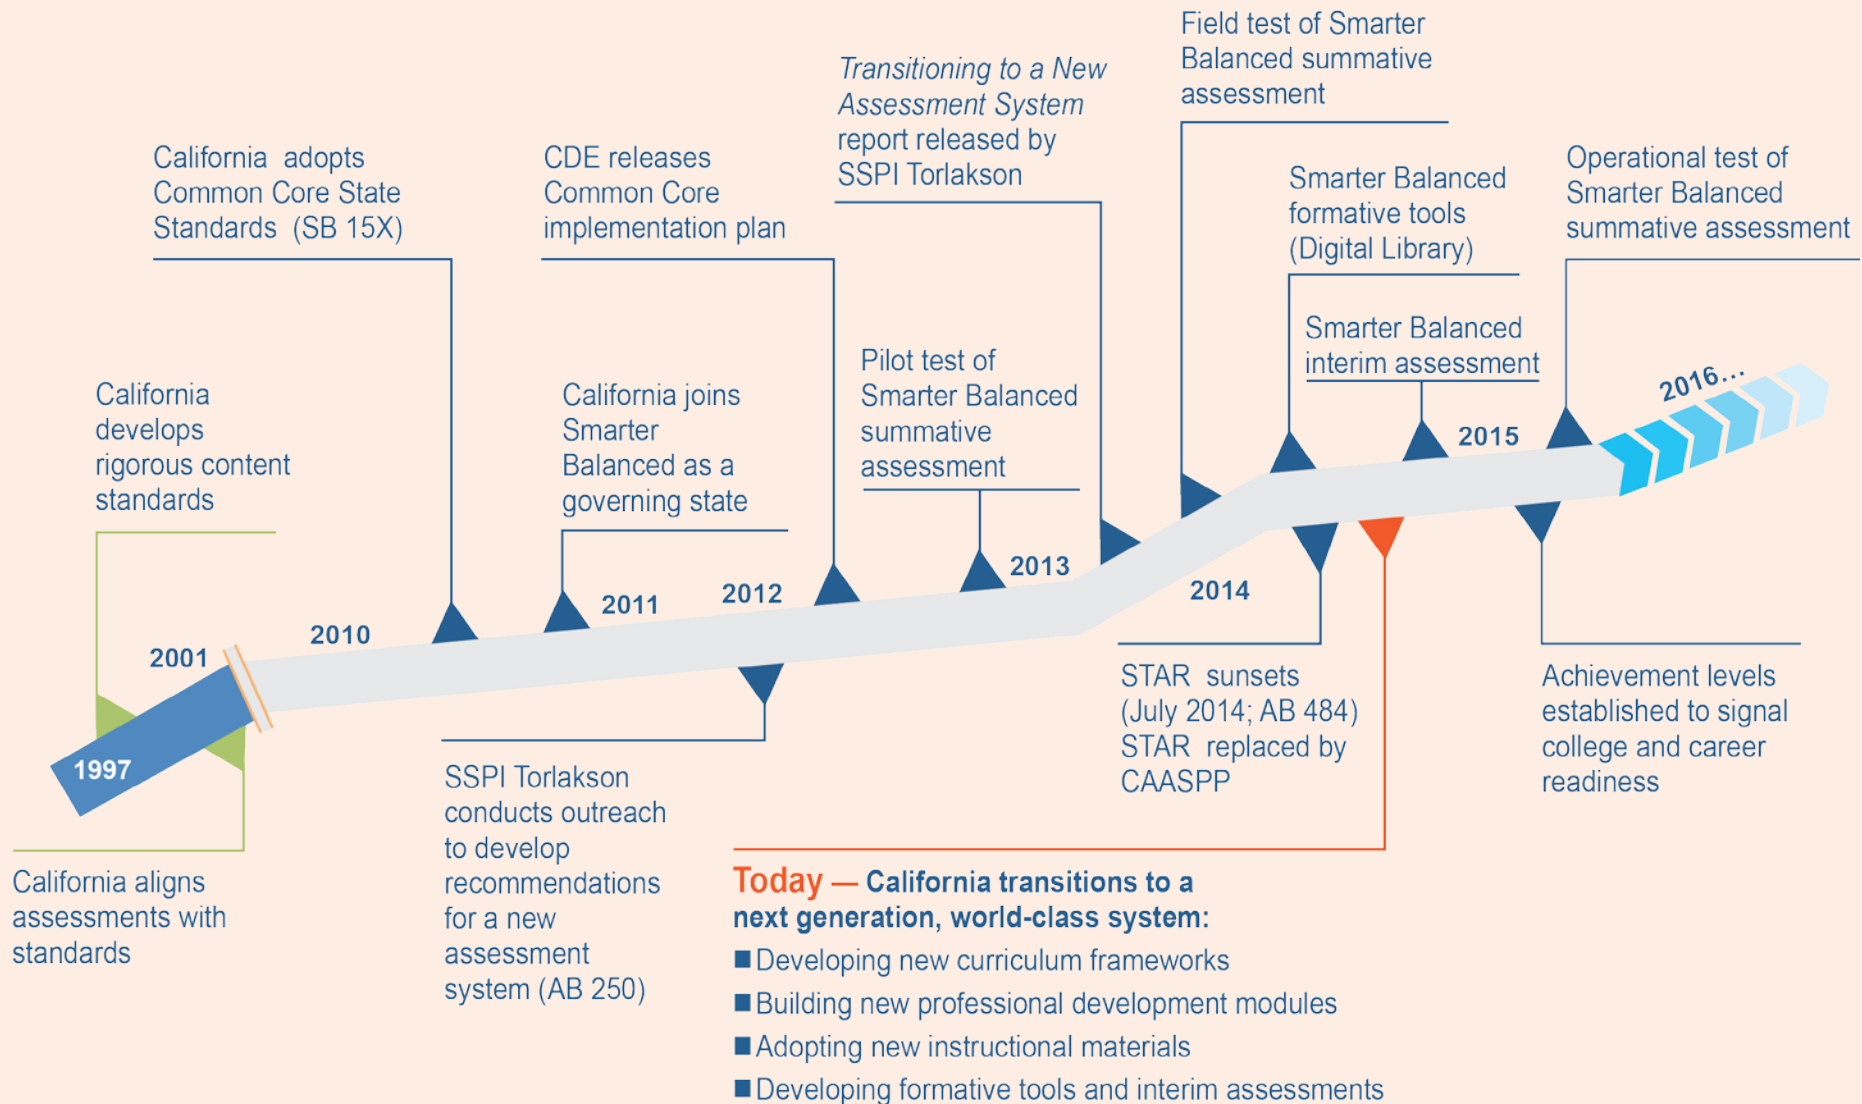 Field test of Smarter
Balanced summative
assessment
Transitioning to a New
Assessment System
report released by
SSPI Torlakson
California adopts
Common Core State
Standards (SB 15X)
CDE releases
Common Core
implementation plan
Smarter Balanced
formative tools
(Digital Library)
Operational test of
Smarter Balanced
summative assessment
Smarter Balanced
interim assessment
California
develops
rigorous content
standards
California joins
Smarter
Balanced as a
governing state
Pilot test of
Smarter Balanced
summative
assessment
1997
2001
2010
2011
2012
2013
2014
2015
2016...
California aligns
assessments with
standards
SSPI Torlakson
conducts outreach
to develop
recommendations
for a new
assessment
system (AB 250)
STAR sunsets
(July 2014; AB 484)
STAR replaced by
CAASPP
Achievement levels
established to signal
college and career
readiness
Today — California transitions to a
next generation, world-class system:
■ Developing new curriculum frameworks
■ Building new professional development modules
■ Adopting new instructional materials
■ Developing formative tools and interim assessments